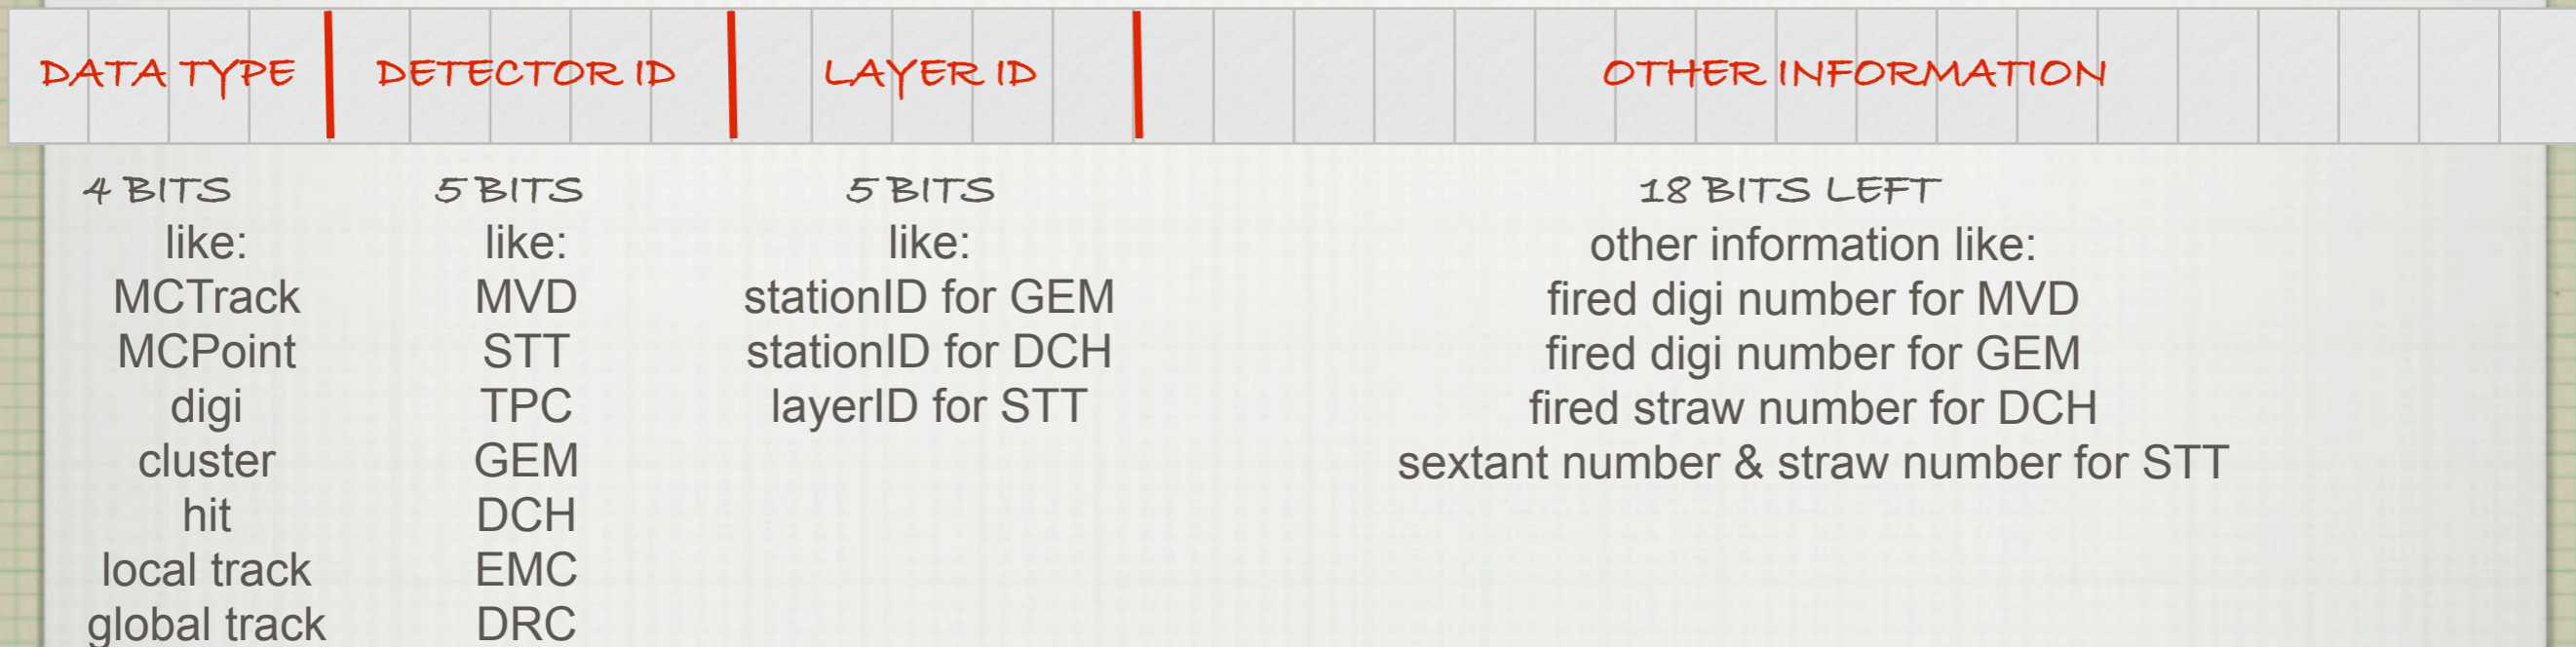 DATA TYPE
DETECTOR ID
LAYER ID
OTHER INFORMATION
4 BITS
like:
MCTrack
MCPoint
digi
cluster
hit
local track
global track
5 BITS
like:
MVD
STT
TPC
GEM
DCH
EMC
DRC
5 BITS
like:
stationID for GEM
stationID for DCH
layerID for STT
18 BITS LEFT
other information like:
fired digi number for MVD
fired digi number for GEM
fired straw number for DCH
sextant number & straw number for STT